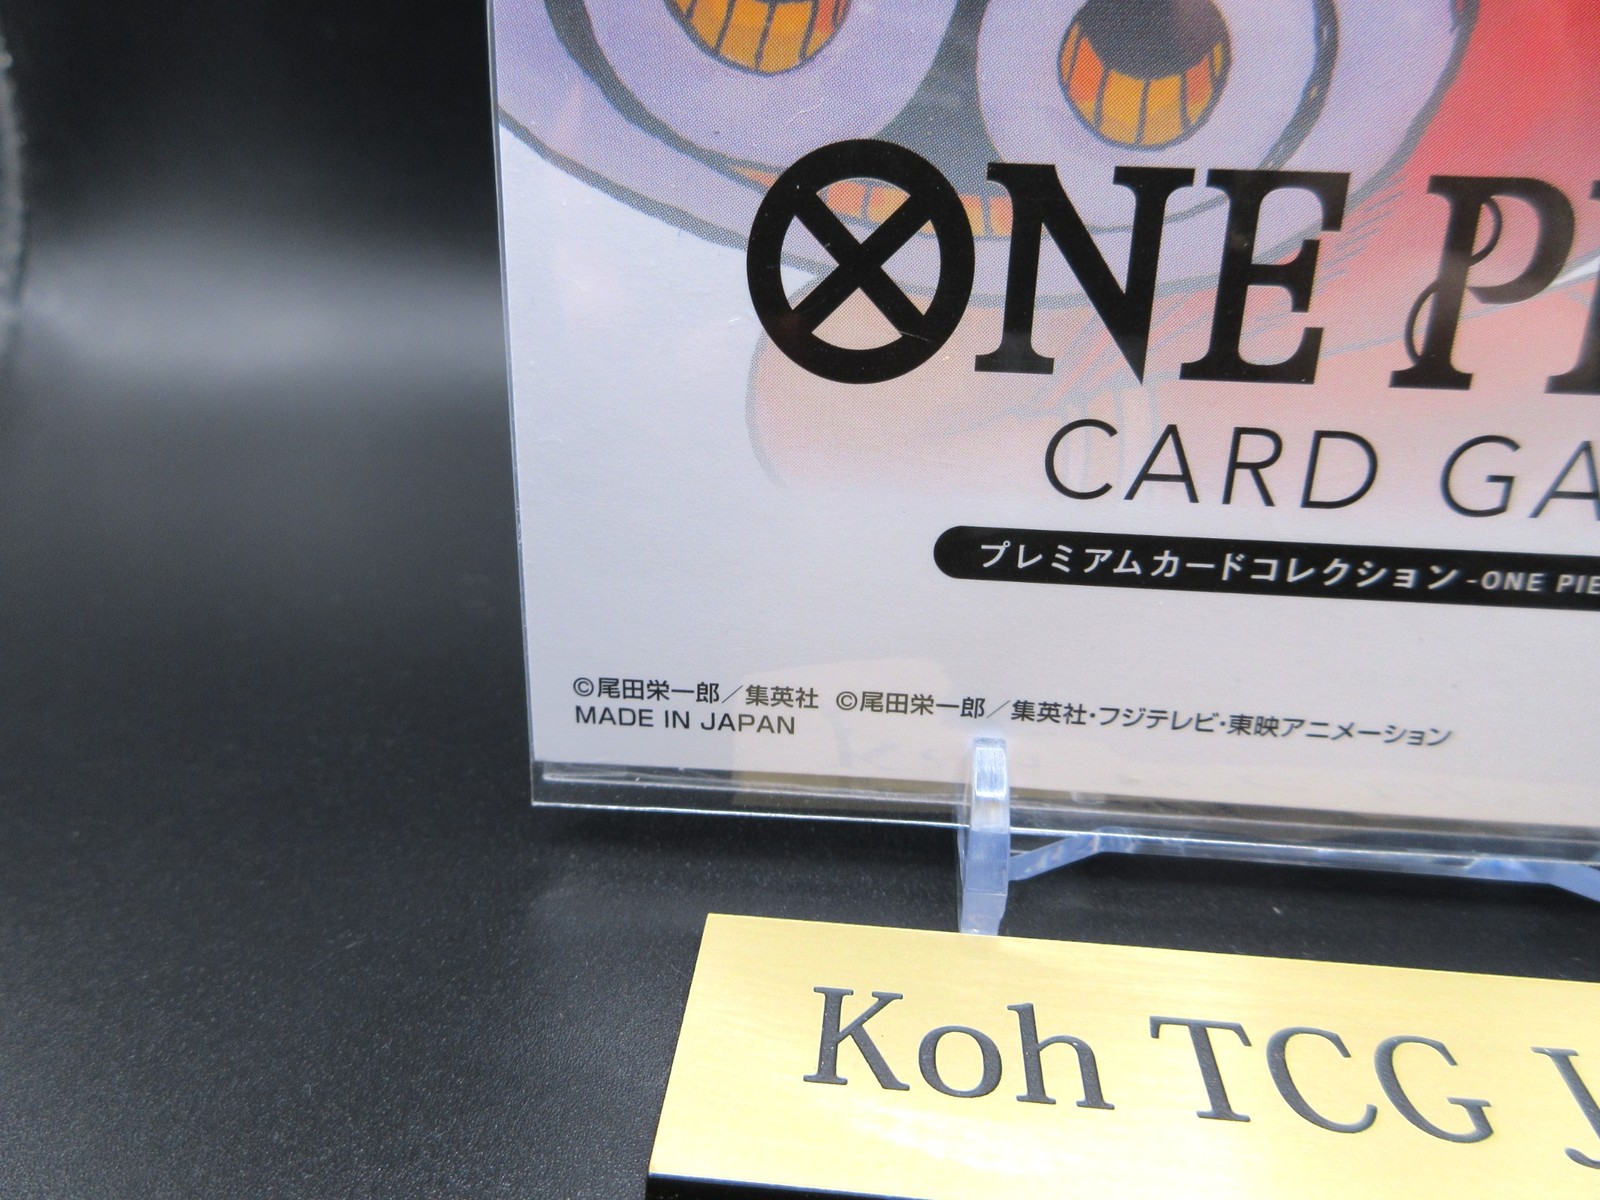 ONE PI
CARD GA
プレミアムカードコレクション-ONE PIE
©尾田栄一郎／集英社 ©尾田栄一郎／集英社・フジテレビ・東映アニメーション
MADE IN JAPAN
Koh TCG J